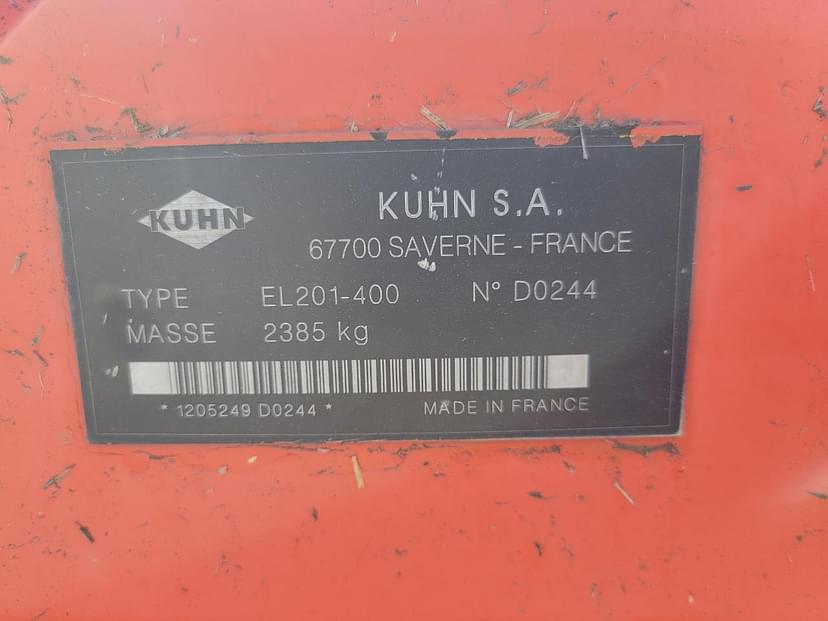 KUHN
KUHN S.A.
67700 SAVERNE - FRANCE
TYPE EL201-400 N° D0244
MASSE 2385 kg
* 1205249 D0244 * MADE IN FRANCE